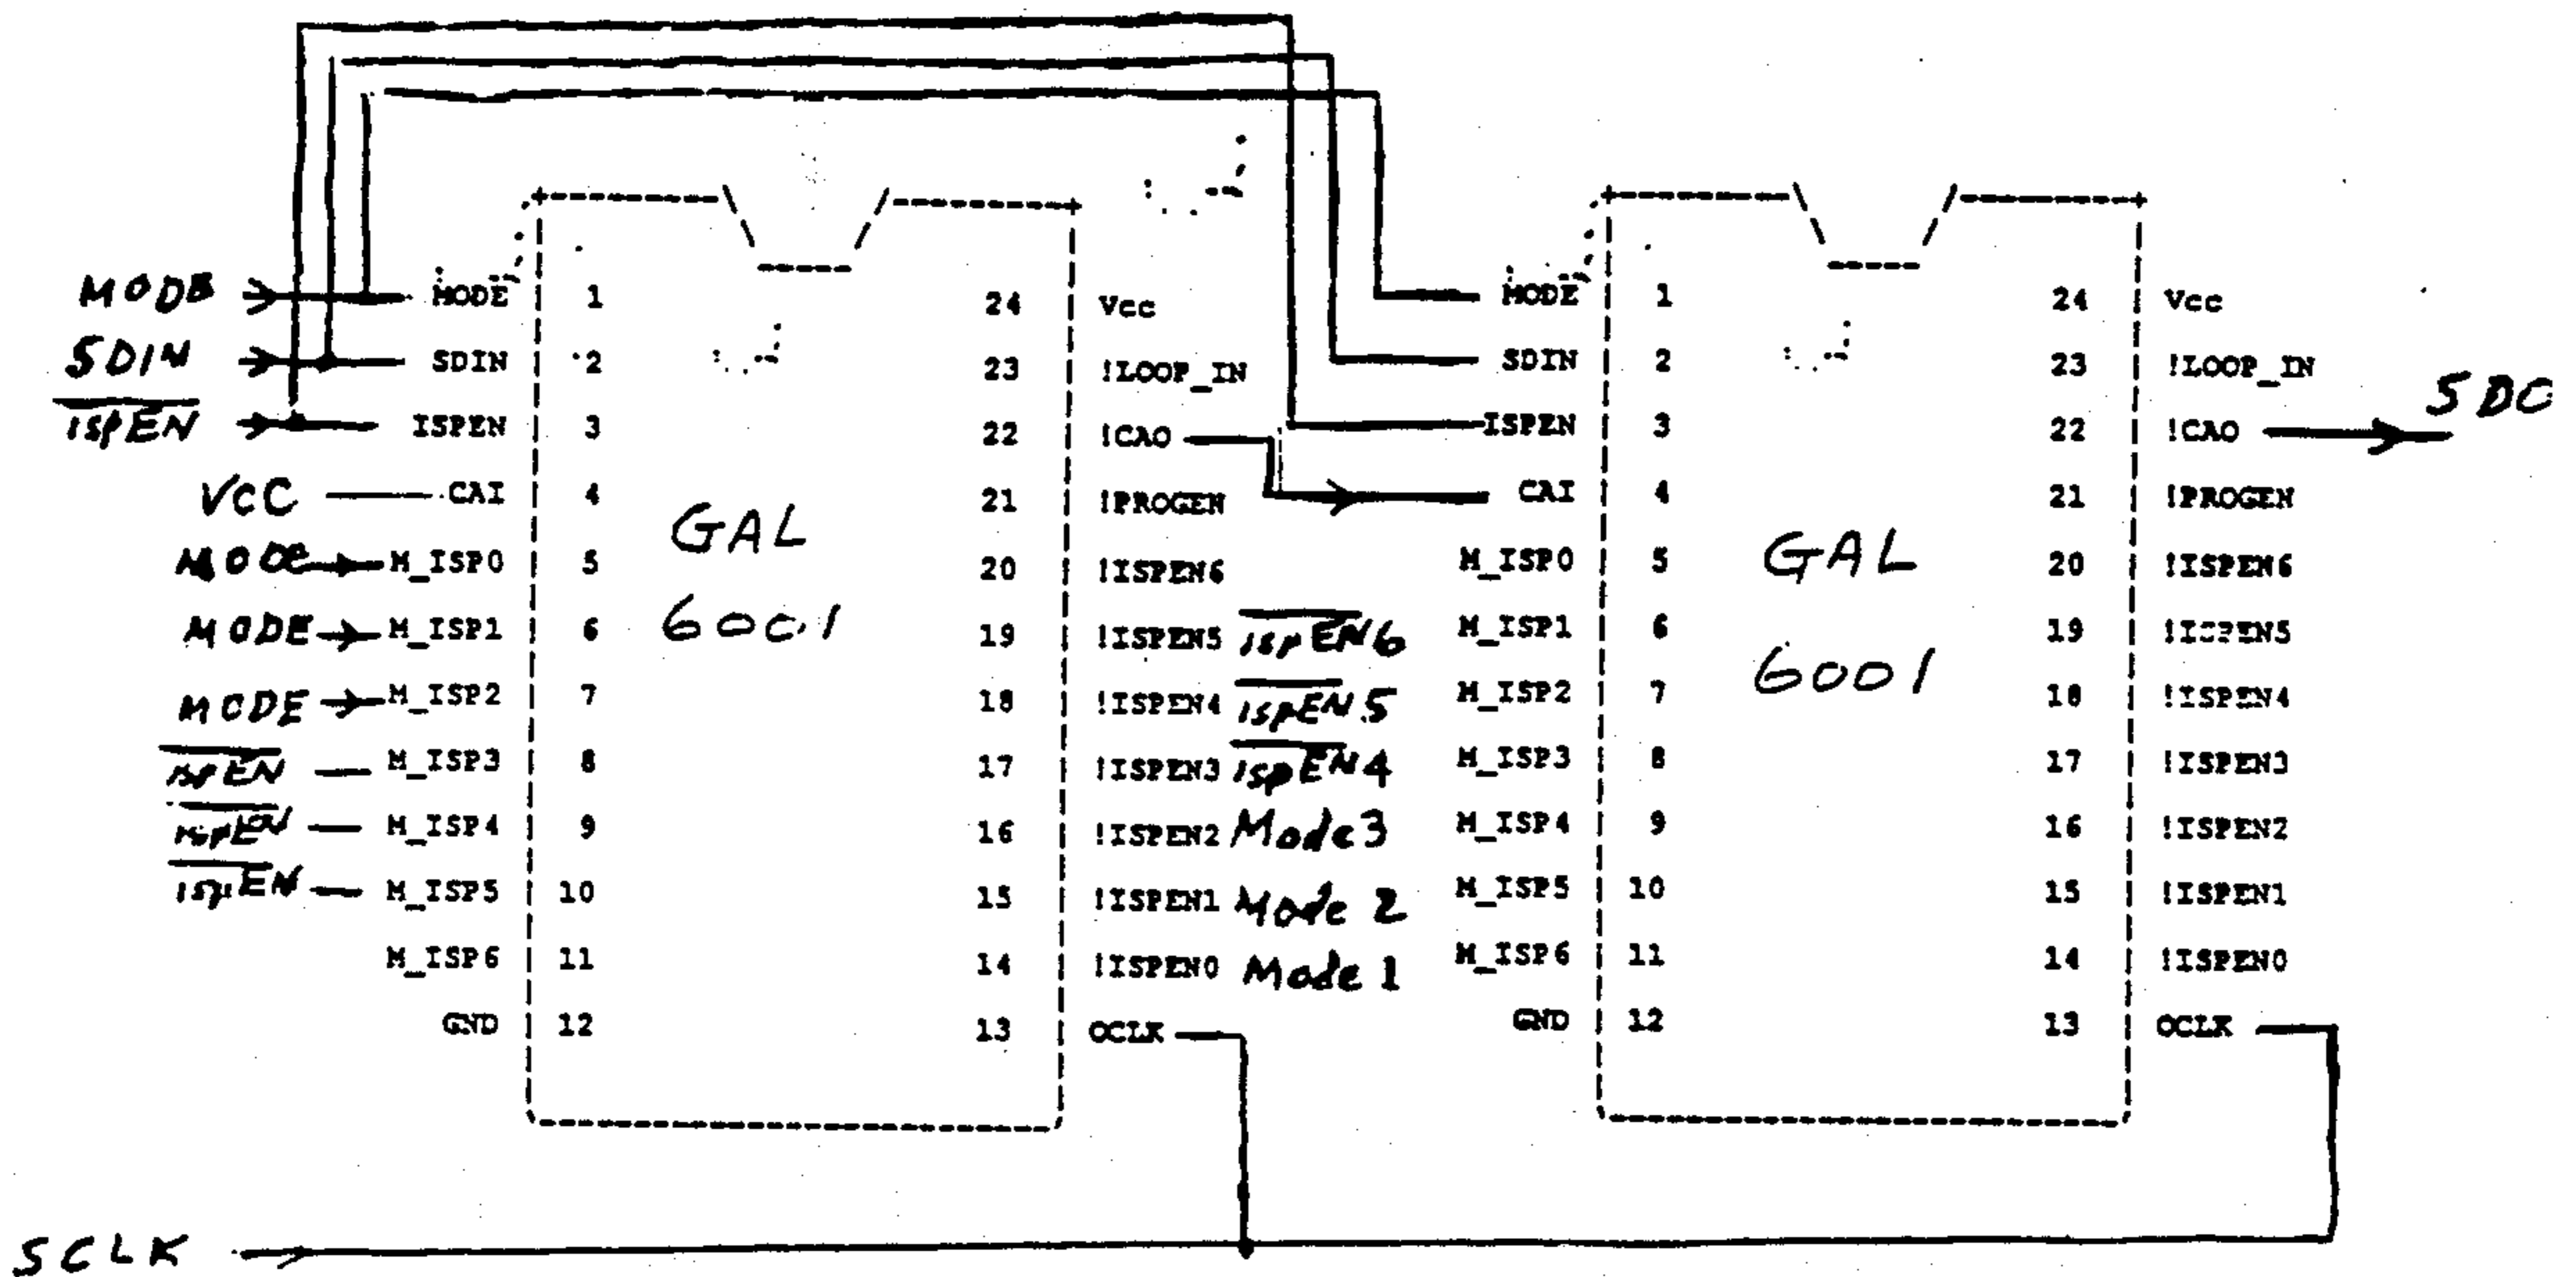 MODE MODE 1 24 Vcc MODE 1 24 Vcc
SDIN SDIN 2 23 !LOOP_IN SDIN 2 23 !LOOP_IN
ispEN ISPEN 3 22 !CAO ISPEN 3 22 !CAO SDO
VCC CAI 4 21 !PROGEN CAI 4 21 !PROGEN
MODE M_ISP0 5 GAL 20 !ISPEN6 M_ISP0 5 GAL 20 !ISPEN6
MODE M_ISP1 6 6001 19 !ISPEN5 ispEN6 M_ISP1 6 6001 19 !ISPEN5
MODE M_ISP2 7 18 !ISPEN4 ispEN5 M_ISP2 7 18 !ISPEN4
ispEN M_ISP3 8 17 !ISPEN3 ispEN4 M_ISP3 8 17 !ISPEN3
ispEN M_ISP4 9 16 !ISPEN2 Mode3 M_ISP4 9 16 !ISPEN2
ispEN M_ISP5 10 15 !ISPEN1 Mode 2 M_ISP5 10 15 !ISPEN1
M_ISP6 11 14 !ISPEN0 Mode 1 M_ISP6 11 14 !ISPEN0
GND 12 13 OCLK GND 12 13 OCLK
SCLK